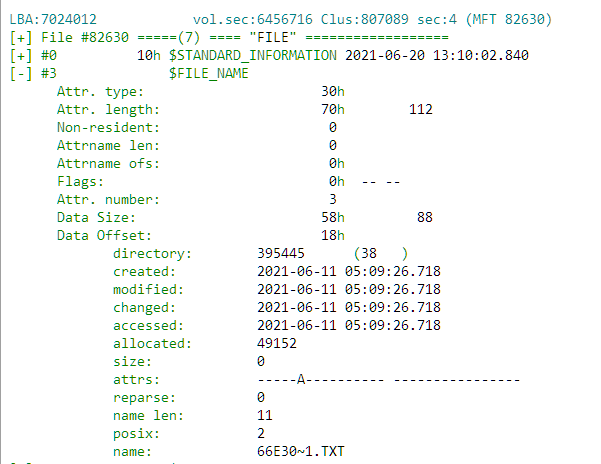 LBA:7024012 vol.sec:6456716 Clus:807089 sec:4 (MFT 82630)
[+] File #82630 =====(7) ==== "FILE" ==================
[+] #0 10h $STANDARD_INFORMATION 2021-06-20 13:10:02.840
[-] #3 $FILE_NAME
Attr. type: 30h
Attr. length: 70h 112
Non-resident: 0
Attrname len: 0
Attrname ofs: 0h
Flags: 0h -- --
Attr. number: 3
Data Size: 58h 88
Data Offset: 18h
directory: 395445 (38 )
created: 2021-06-11 05:09:26.718
modified: 2021-06-11 05:09:26.718
changed: 2021-06-11 05:09:26.718
accessed: 2021-06-11 05:09:26.718
allocated: 49152
size: 0
attrs: -----A---------- ----------------
reparse: 0
name len: 11
posix: 2
name: 66E30~1.TXT